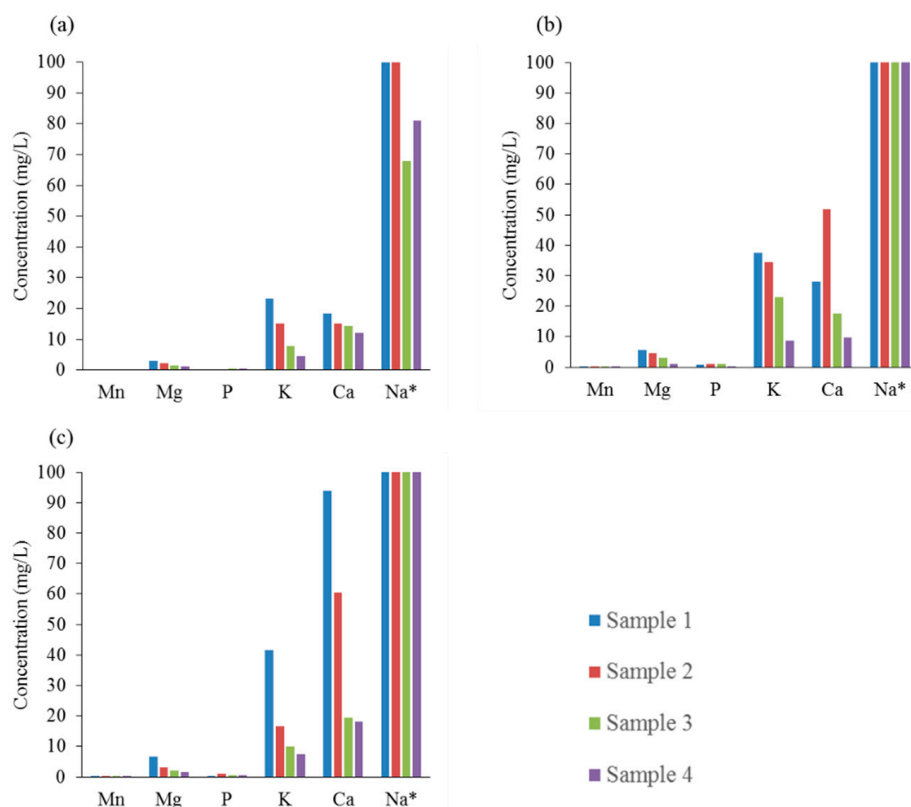 (a)
100
90
80
70
60
50
40
30
20
10
0
Concentration (mg/L)
Mn Mg P K Ca Na*
(b)
100
90
80
70
60
50
40
30
20
10
0
Concentration (mg/L)
Mn Mg P K Ca Na*
(c)
100
90
80
70
60
50
40
30
20
10
0
Concentration (mg/L)
Mn Mg P K Ca Na*
Sample 1
Sample 2
Sample 3
Sample 4